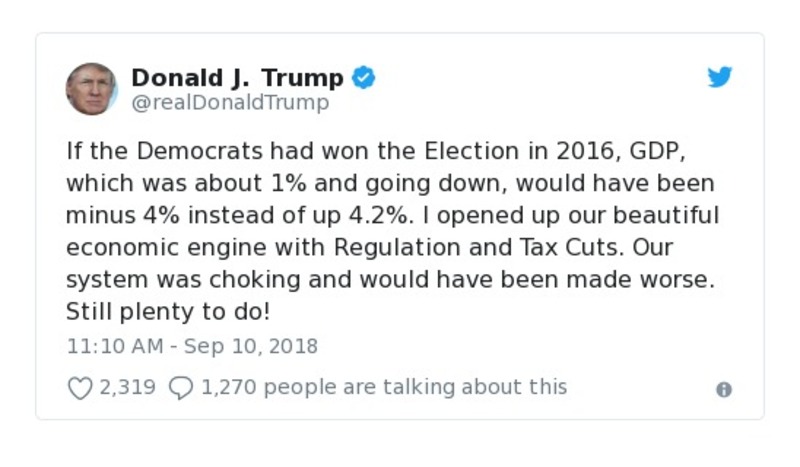 Donald J. Trump
@realDonaldTrump
If the Democrats had won the Election in 2016, GDP,
which was about 1% and going down, would have been
minus 4% instead of up 4.2%. I opened up our beautiful
economic engine with Regulation and Tax Cuts. Our
system was choking and would have been made worse.
Still plenty to do!
11:10 AM - Sep 10, 2018
2,319 1,270 people are talking about this